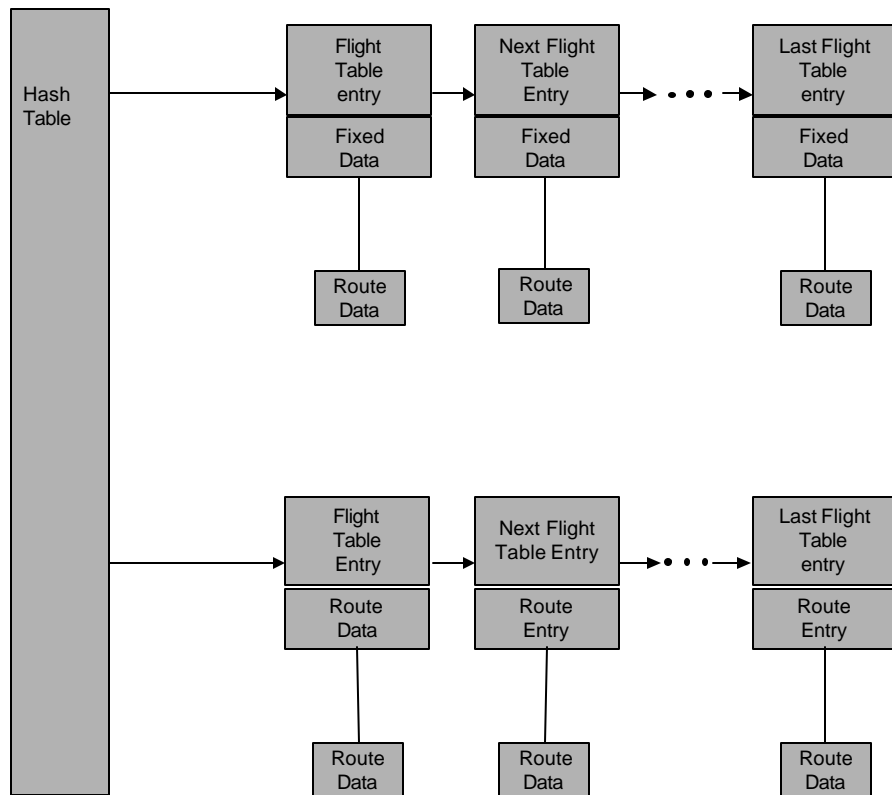 Hash
Table
Flight
Table
entry
Next Flight
Table
Entry
Last Flight
Table
entry
Fixed
Data
Fixed
Data
Fixed
Data
Route
Data
Route
Data
Route
Data
Flight
Table
Entry
Next Flight
Table Entry
Last Flight
Table
entry
Route
Data
Route
Entry
Route
Entry
Route
Data
Route
Data
Route
Data